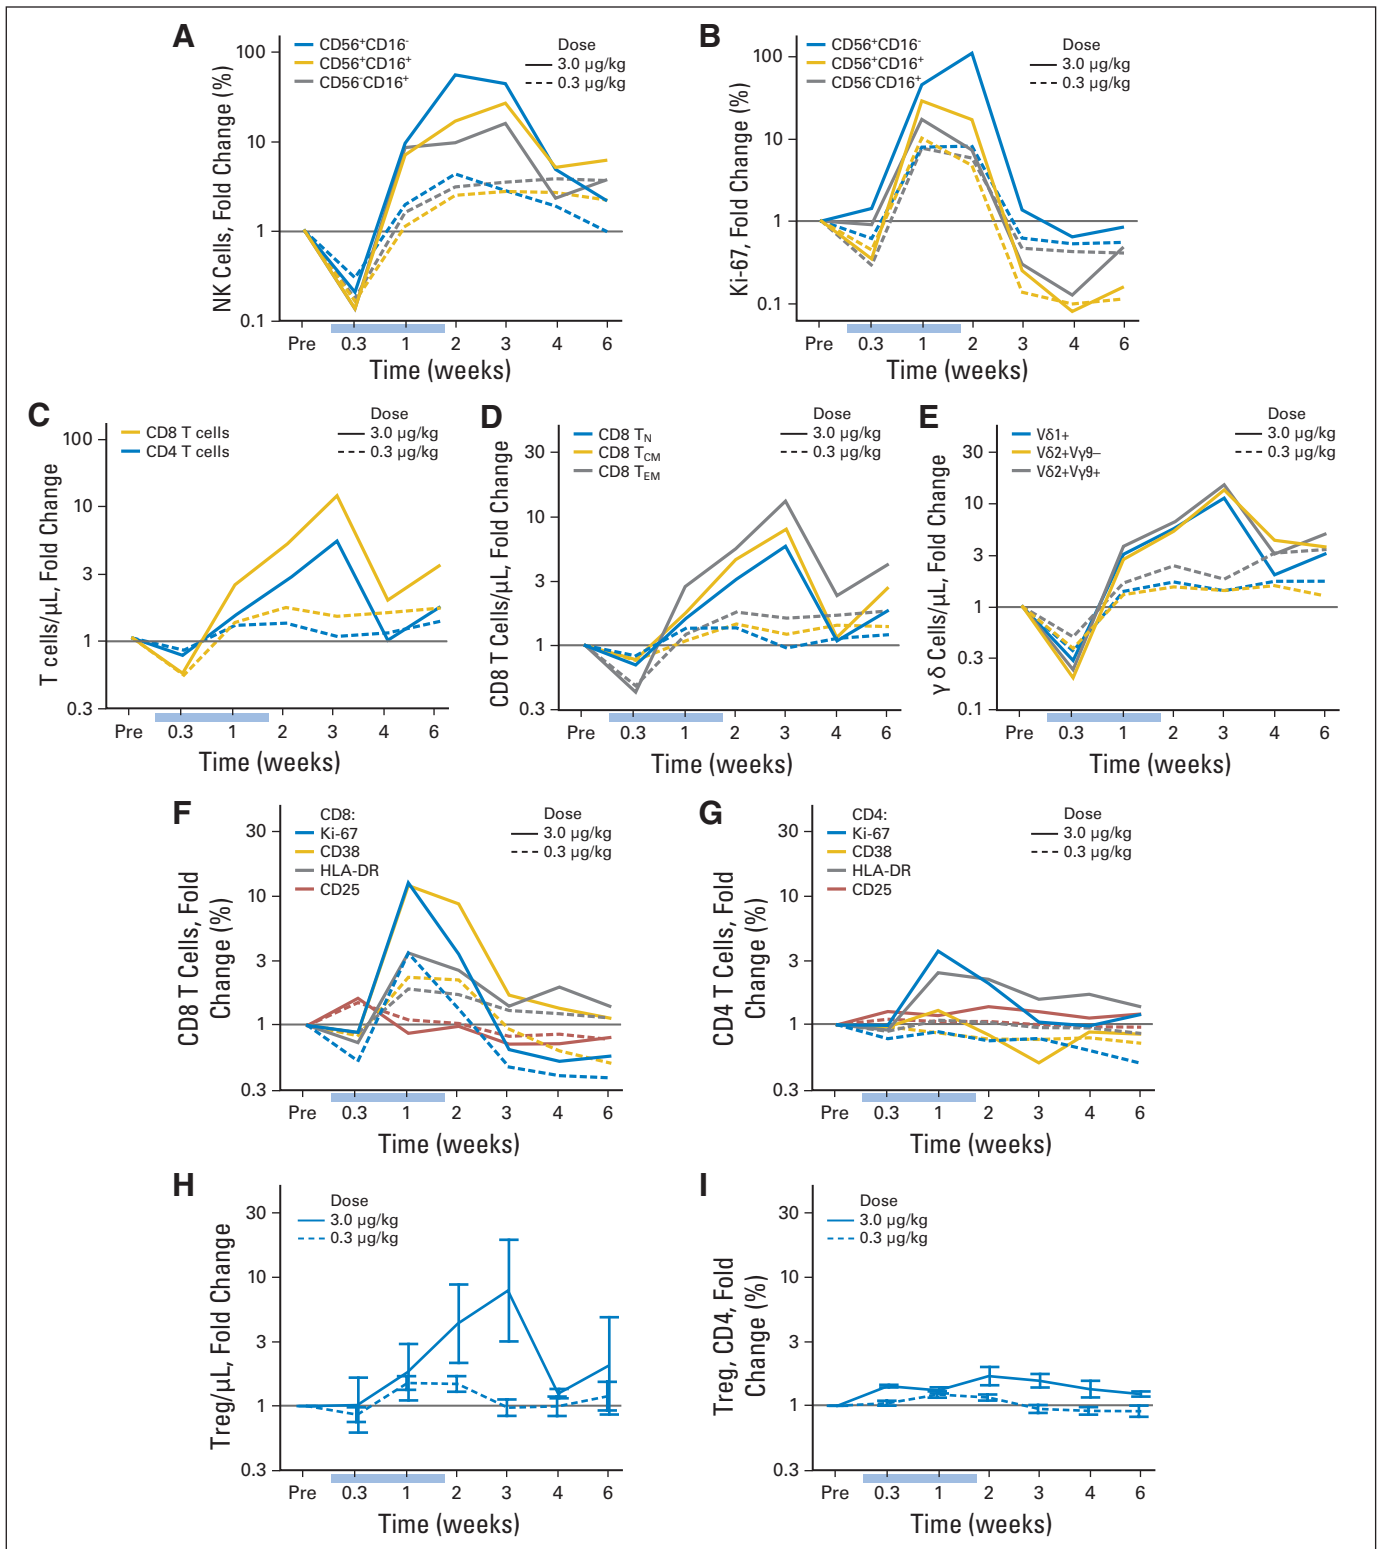 A
NK Cells, Fold Change (%)
CD56+CD16-
CD56+CD16+
CD56-CD16+
Dose
3.0 µg/kg
0.3 µg/kg
100
10
1
0.1
Pre 0.3 1 2 3 4 6
Time (weeks)
B
Ki-67, Fold Change (%)
CD56+CD16-
CD56+CD16+
CD56-CD16+
Dose
3.0 µg/kg
0.3 µg/kg
100
10
1
0.1
Pre 0.3 1 2 3 4 6
Time (weeks)
C
T cells/µL, Fold Change
CD8 T cells
CD4 T cells
Dose
3.0 µg/kg
0.3 µg/kg
100
10
3
1
0.3
Pre 0.3 1 2 3 4 6
Time (weeks)
D
CD8 T Cells/µL, Fold Change
CD8 TN
CD8 TCM
CD8 TEM
Dose
3.0 µg/kg
0.3 µg/kg
30
10
3
1
0.3
Pre 0.3 1 2 3 4 6
Time (weeks)
E
γ δ Cells/µL, Fold Change
Vδ1+
Vδ2+Vγ9–
Vδ2+Vγ9+
Dose
3.0 µg/kg
0.3 µg/kg
30
10
3
1
0.3
0.1
Pre 0.3 1 2 3 4 6
Time (weeks)
F
CD8 T Cells, Fold
Change (%)
CD8:
Ki-67
CD38
HLA-DR
CD25
Dose
3.0 µg/kg
0.3 µg/kg
30
10
3
1
0.3
Pre 0.3 1 2 3 4 6
Time (weeks)
G
CD4 T Cells, Fold
Change (%)
CD4:
Ki-67
CD38
HLA-DR
CD25
Dose
3.0 µg/kg
0.3 µg/kg
30
10
3
1
0.3
Pre 0.3 1 2 3 4 6
Time (weeks)
H
Treg/µL, Fold Change
Dose
3.0 µg/kg
0.3 µg/kg
30
10
3
1
0.3
Pre 0.3 1 2 3 4 6
Time (weeks)
I
Treg, CD4, Fold
Change (%)
Dose
3.0 µg/kg
0.3 µg/kg
30
10
3
1
0.3
Pre 0.3 1 2 3 4 6
Time (weeks)